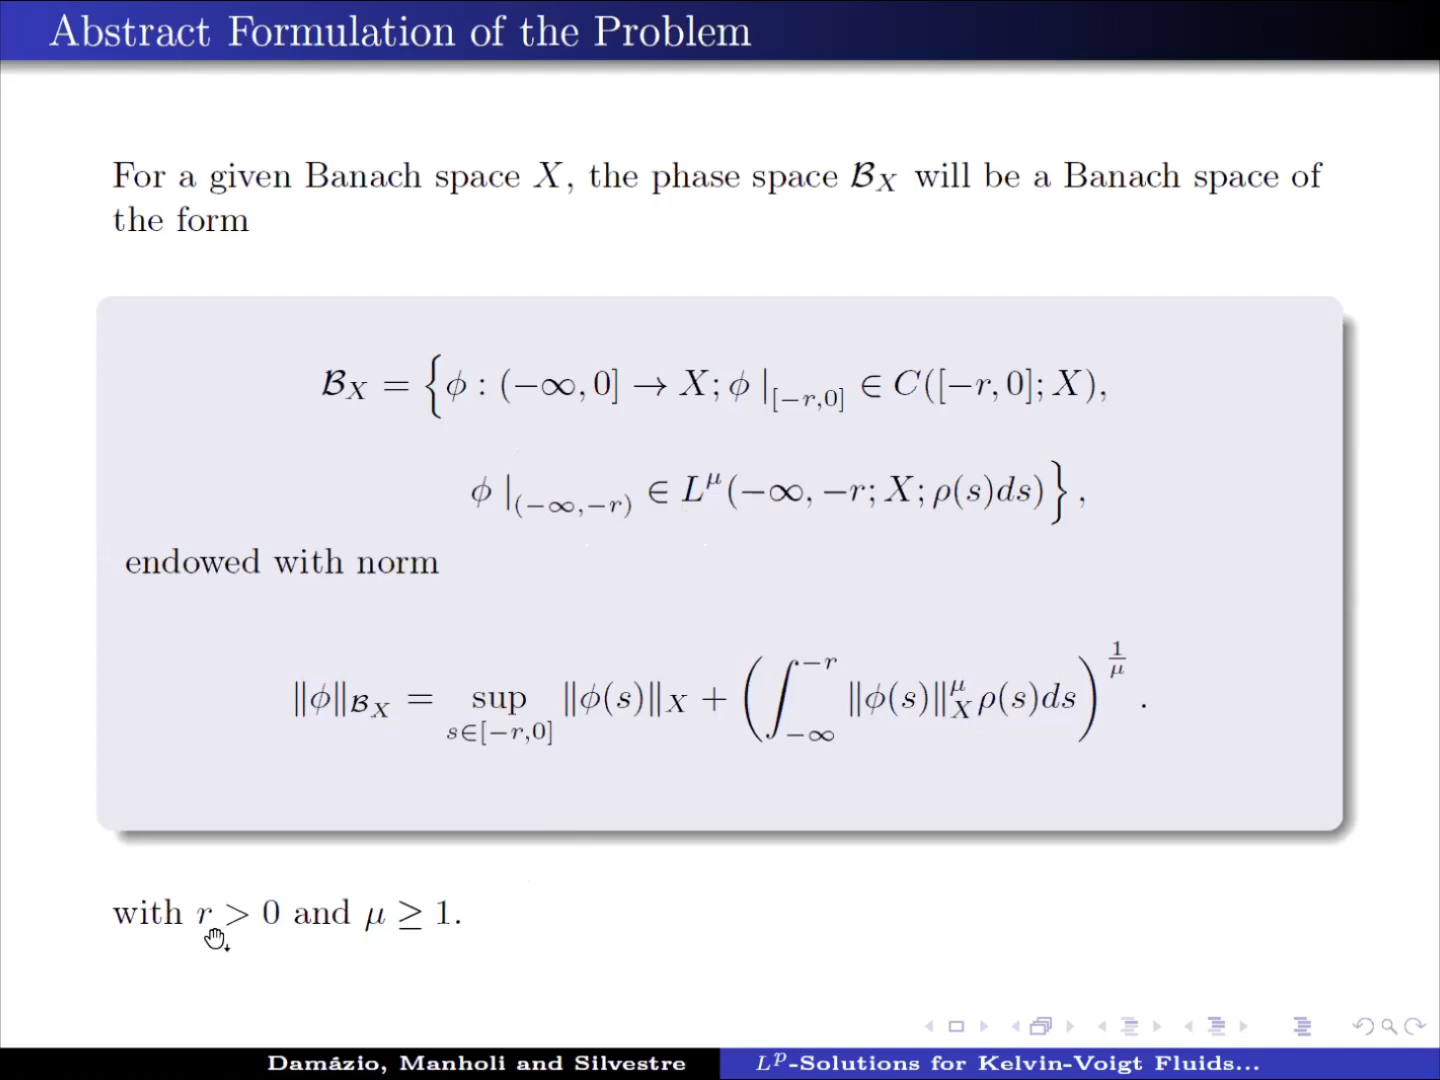 Abstract Formulation of the Problem
For a given Banach space X, the phase space 𝓑_X will be a Banach space of
the form
𝓑_X = {ϕ : (−∞, 0] → X; ϕ |_{[−r,0]} ∈ C([−r, 0]; X),
ϕ |_{(−∞,−r)} ∈ L^μ(−∞, −r; X; ρ(s)ds)},
endowed with norm
‖ϕ‖_{𝓑_X} = sup_{s∈[−r,0]} ‖ϕ(s)‖_X + (∫_{−∞}^{−r} ‖ϕ(s)‖_X^μ ρ(s)ds)^{1/μ}.
with r > 0 and μ ≥ 1.
Damázio, Manholi and Silvestre L^p-Solutions for Kelvin-Voigt Fluids...